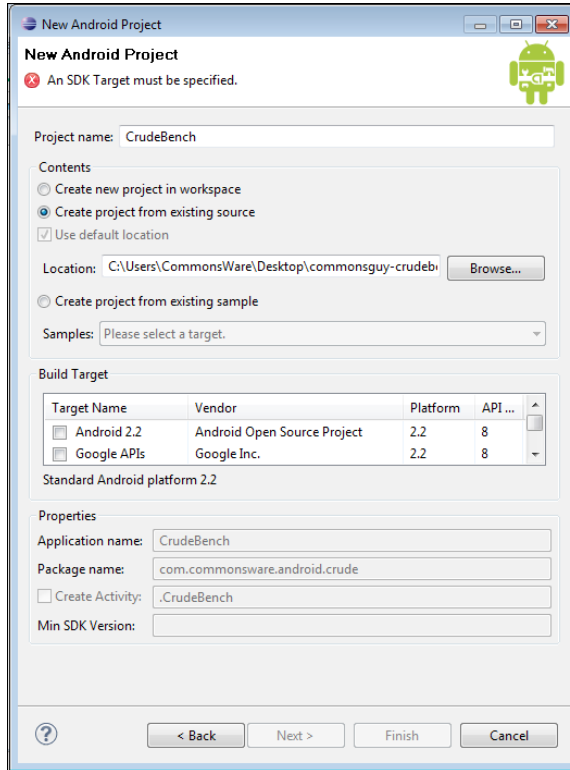 New Android Project
New Android Project
An SDK Target must be specified.
Project name: CrudeBench
Contents
Create new project in workspace
Create project from existing source
Use default location
Location: C:\Users\CommonsWare\Desktop\commonsguy-crudeb Browse...
Create project from existing sample
Samples: Please select a target.
Build Target
Target Name Vendor Platform API ...
Android 2.2 Android Open Source Project 2.2 8
Google APIs Google Inc. 2.2 8
Standard Android platform 2.2
Properties
Application name: CrudeBench
Package name: com.commonsware.android.crude
Create Activity: .CrudeBench
Min SDK Version:
? < Back Next > Finish Cancel